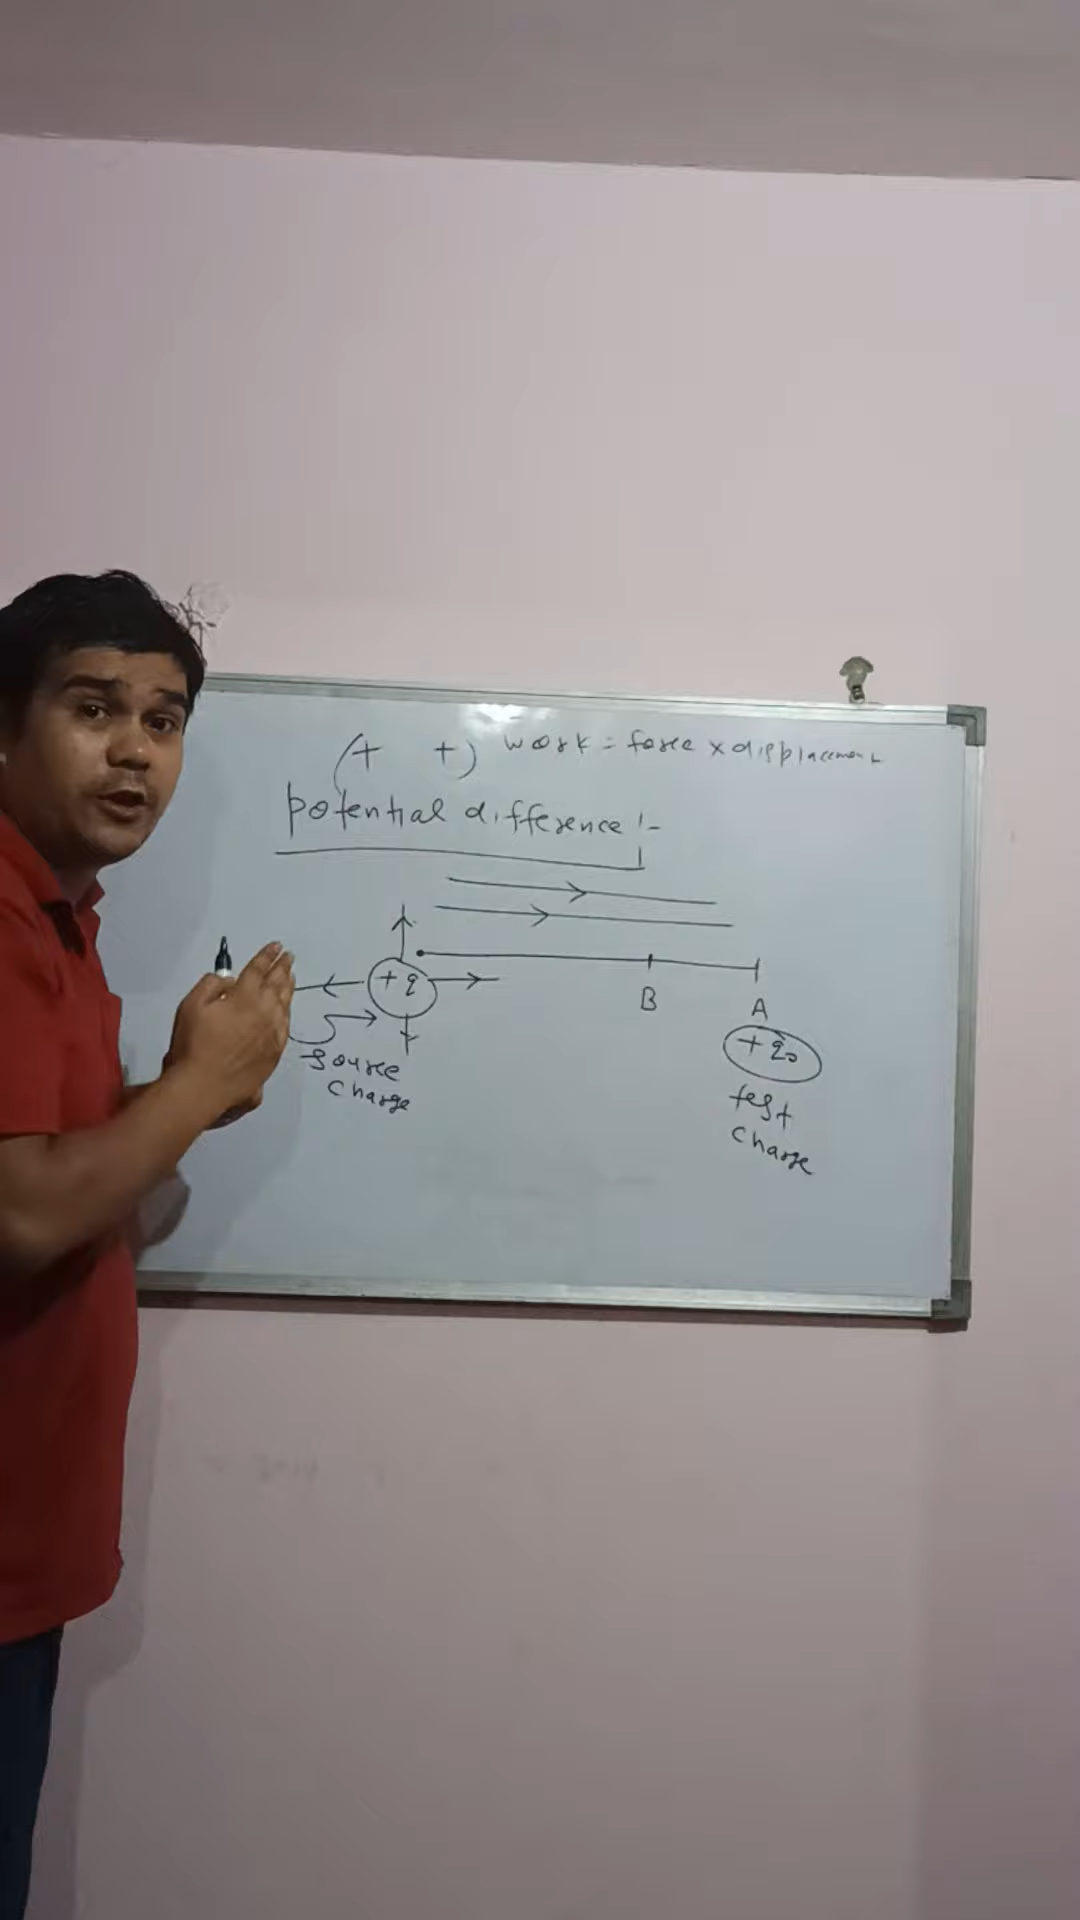 (+ +) work = force x displacement
potential difference :-
+q
B
A
+q₀
source
charge
test
charge